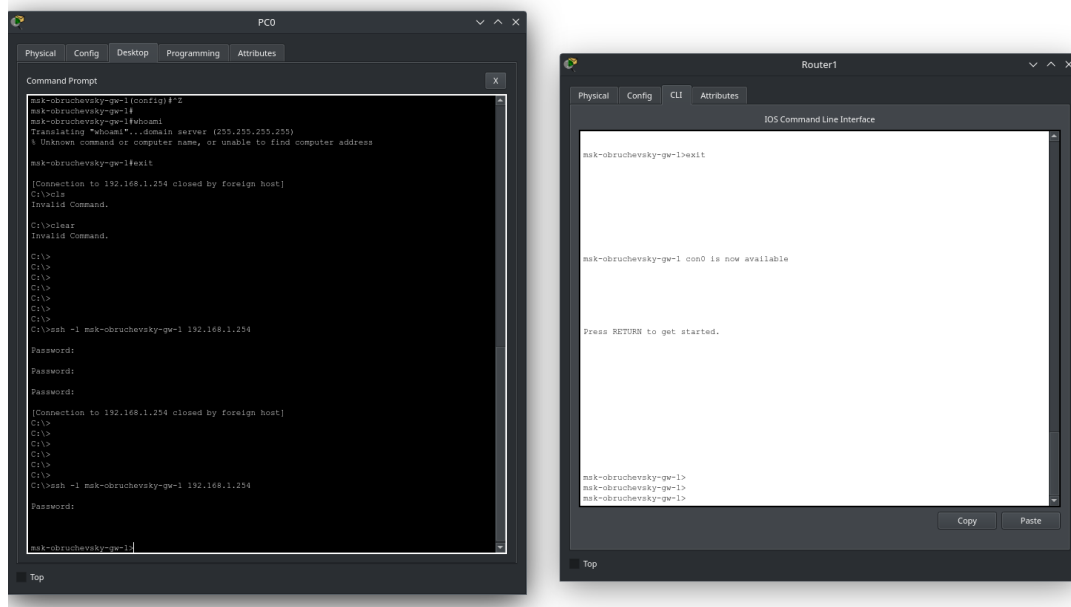 PC0
Physical Config Desktop Programming Attributes
Command Prompt
X
msk-obruchevsky-gw-1(config)#^Z
msk-obruchevsky-gw-1#
msk-obruchevsky-gw-1#whoami
Translating "whoami"...domain server (255.255.255.255)
% Unknown command or computer name, or unable to find computer address
msk-obruchevsky-gw-1#exit
[Connection to 192.168.1.254 closed by foreign host]
C:\>cls
Invalid Command.
C:\>clear
Invalid Command.
C:\>
C:\>
C:\>
C:\>
C:\>
C:\>
C:\>
C:\>ssh -l msk-obruchevsky-gw-1 192.168.1.254
Password:
Password:
Password:
[Connection to 192.168.1.254 closed by foreign host]
C:\>
C:\>
C:\>
C:\>
C:\>
C:\>
C:\>ssh -l msk-obruchevsky-gw-1 192.168.1.254
Password:
msk-obruchevsky-gw-1>
Top
Router1
Physical Config CLI Attributes
IOS Command Line Interface
msk-obruchevsky-gw-1>exit
msk-obruchevsky-gw-1 con0 is now available
Press RETURN to get started.
msk-obruchevsky-gw-1>
msk-obruchevsky-gw-1>
msk-obruchevsky-gw-1>
Copy Paste
Top